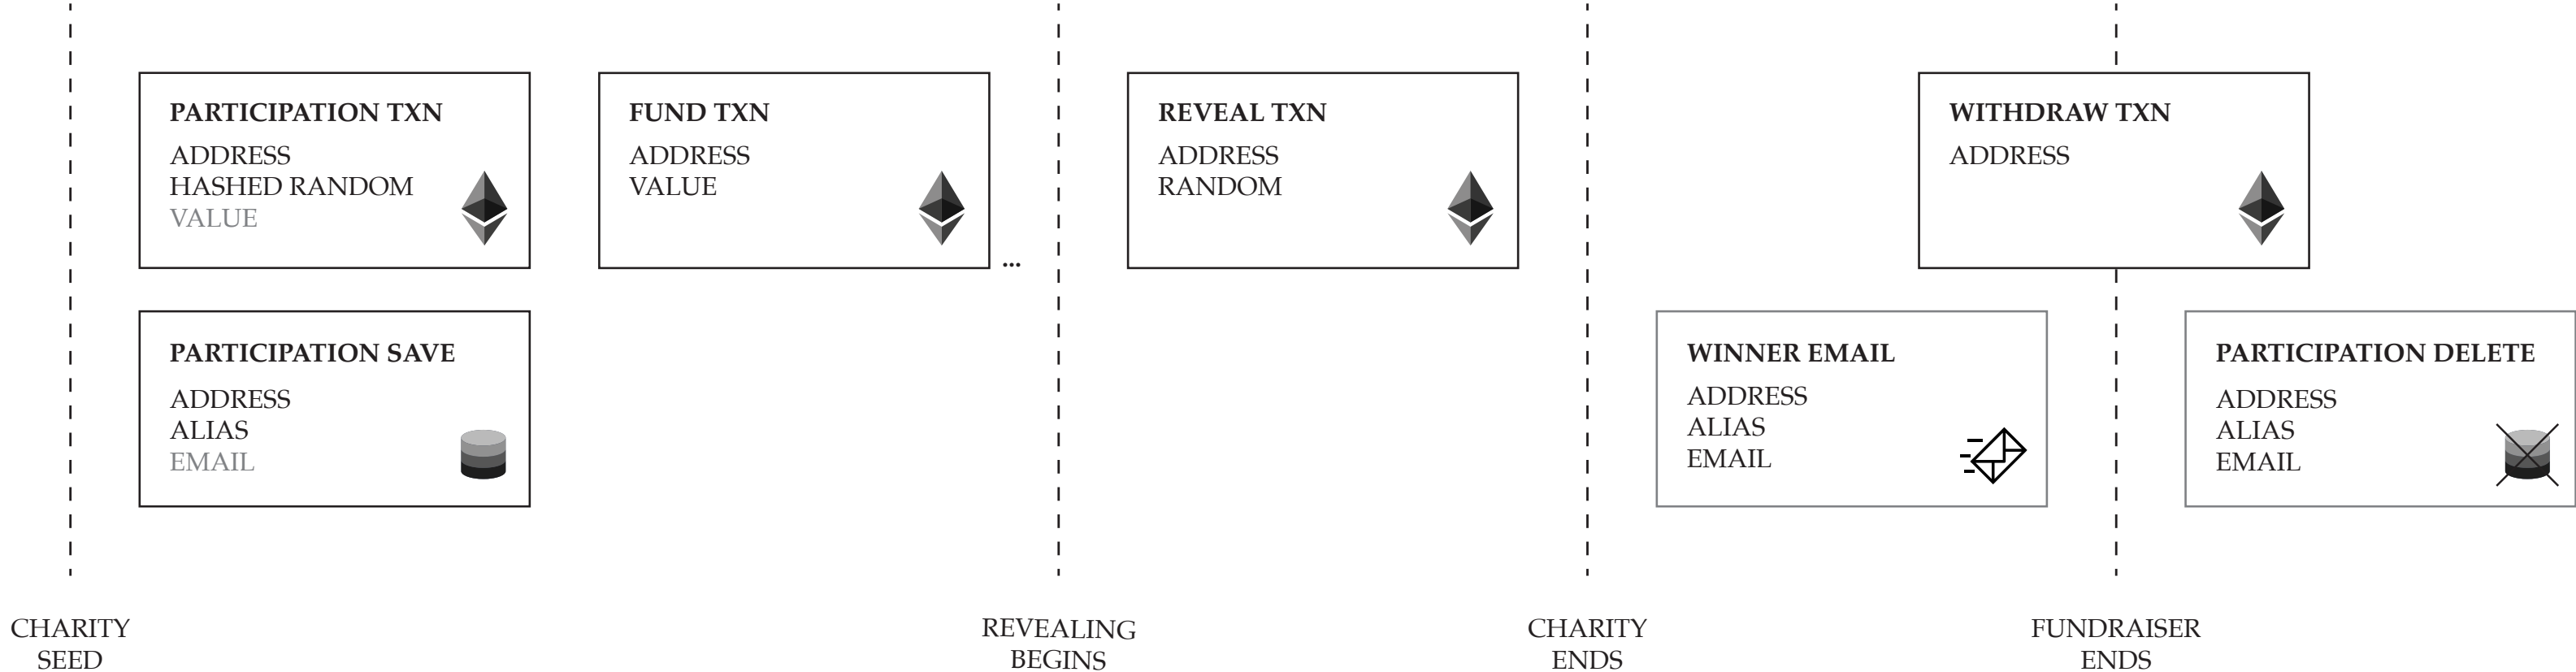 PARTICIPATION TXN
ADDRESS
HASHED RANDOM
VALUE
FUND TXN
ADDRESS
VALUE
...
REVEAL TXN
ADDRESS
RANDOM
WITHDRAW TXN
ADDRESS
PARTICIPATION SAVE
ADDRESS
ALIAS
EMAIL
WINNER EMAIL
ADDRESS
ALIAS
EMAIL
PARTICIPATION DELETE
ADDRESS
ALIAS
EMAIL
CHARITY
SEED
REVEALING
BEGINS
CHARITY
ENDS
FUNDRAISER
ENDS